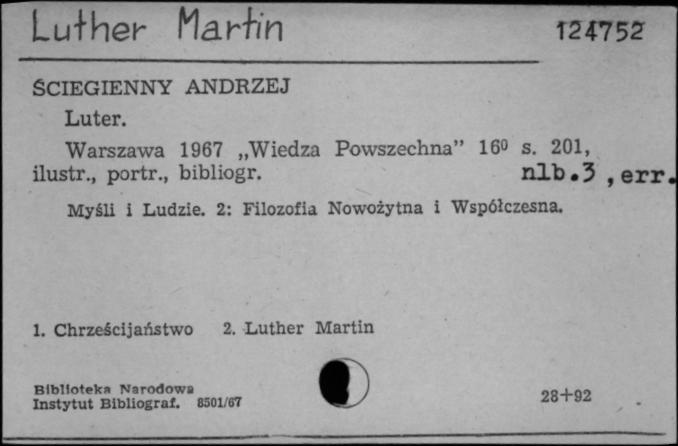 Luther Martin 124752
ŚCIEGIENNY ANDRZEJ
Luter.
Warszawa 1967 „Wiedza Powszechna” 16⁰ s. 201,
ilustr., portr., bibliogr. nlb.3 , err.
Myśli i Ludzie. 2: Filozofia Nowożytna i Współczesna.
1. Chrześcijaństwo 2. Luther Martin
Biblioteka Narodowa
Instytut Bibliograf. 8501/67 28+92